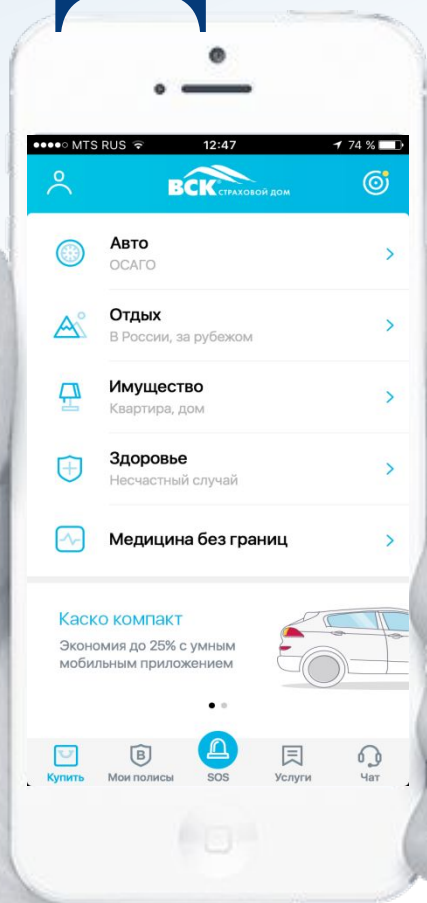 MTS RUS 12:47 74 %
ВСК СТРАХОВОЙ ДОМ
Авто
ОСАГО
Отдых
В России, за рубежом
Имущество
Квартира, дом
Здоровье
Несчастный случай
Медицина без границ
Каско компакт
Экономия до 25% с умным
мобильным приложением
В
Купить Мои полисы SOS Услуги Чат